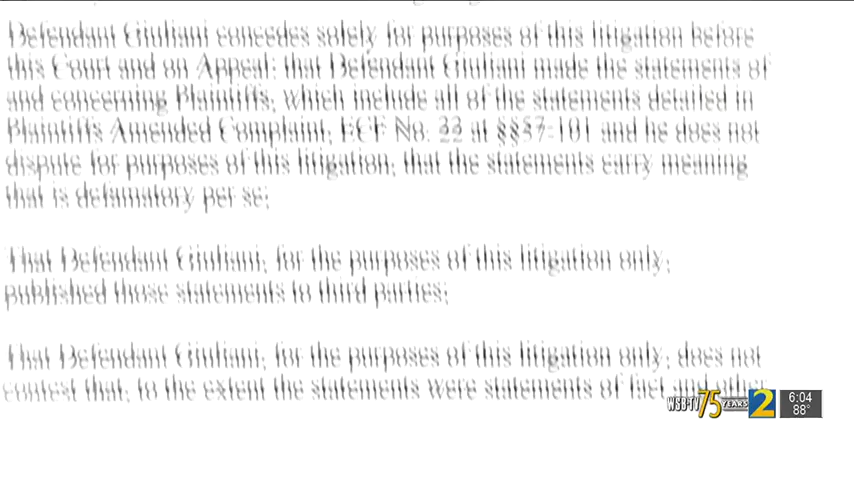 Defendant Giuliani concedes solely for purposes of this litigation before
this Court and on Appeal: that Defendant Giuliani made the statements of
and concerning Plaintiffs, which include all of the statements detailed in
Plaintiffs Amended Complaint, ECF No. 22 at §§57-101 and he does not
dispute for purposes of this litigation, that the statements carry meaning
that is defamatory per se;
That Defendant Giuliani, for the purposes of this litigation only,
published those statements to third parties;
That Defendant Giuliani, for the purposes of this litigation only, does not
contest that, to the extent the statements were statements of fact and other
WSB-TV 75 YEARS 2 6:04
88°